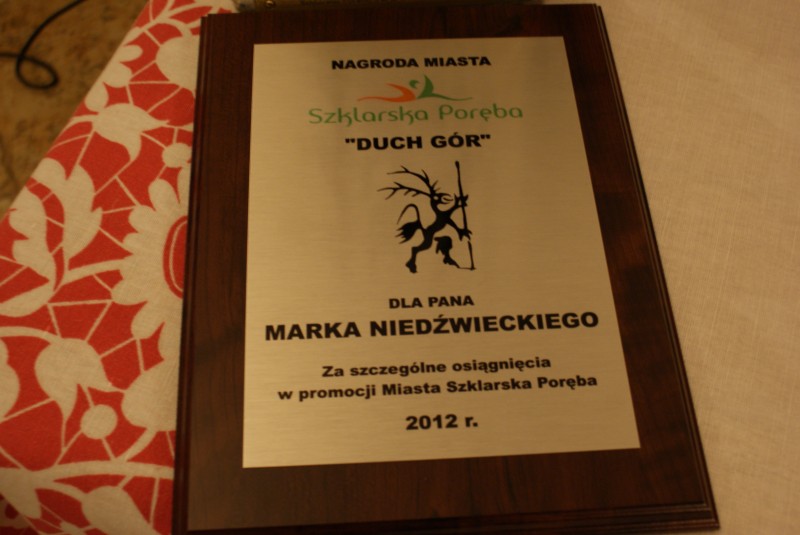 NAGRODA MIASTA
Szklarska Poręba
"DUCH GÓR"
DLA PANA
MARKA NIEDŹWIECKIEGO
Za szczególne osiągnięcia
w promocji Miasta Szklarska Poręba
2012 r.